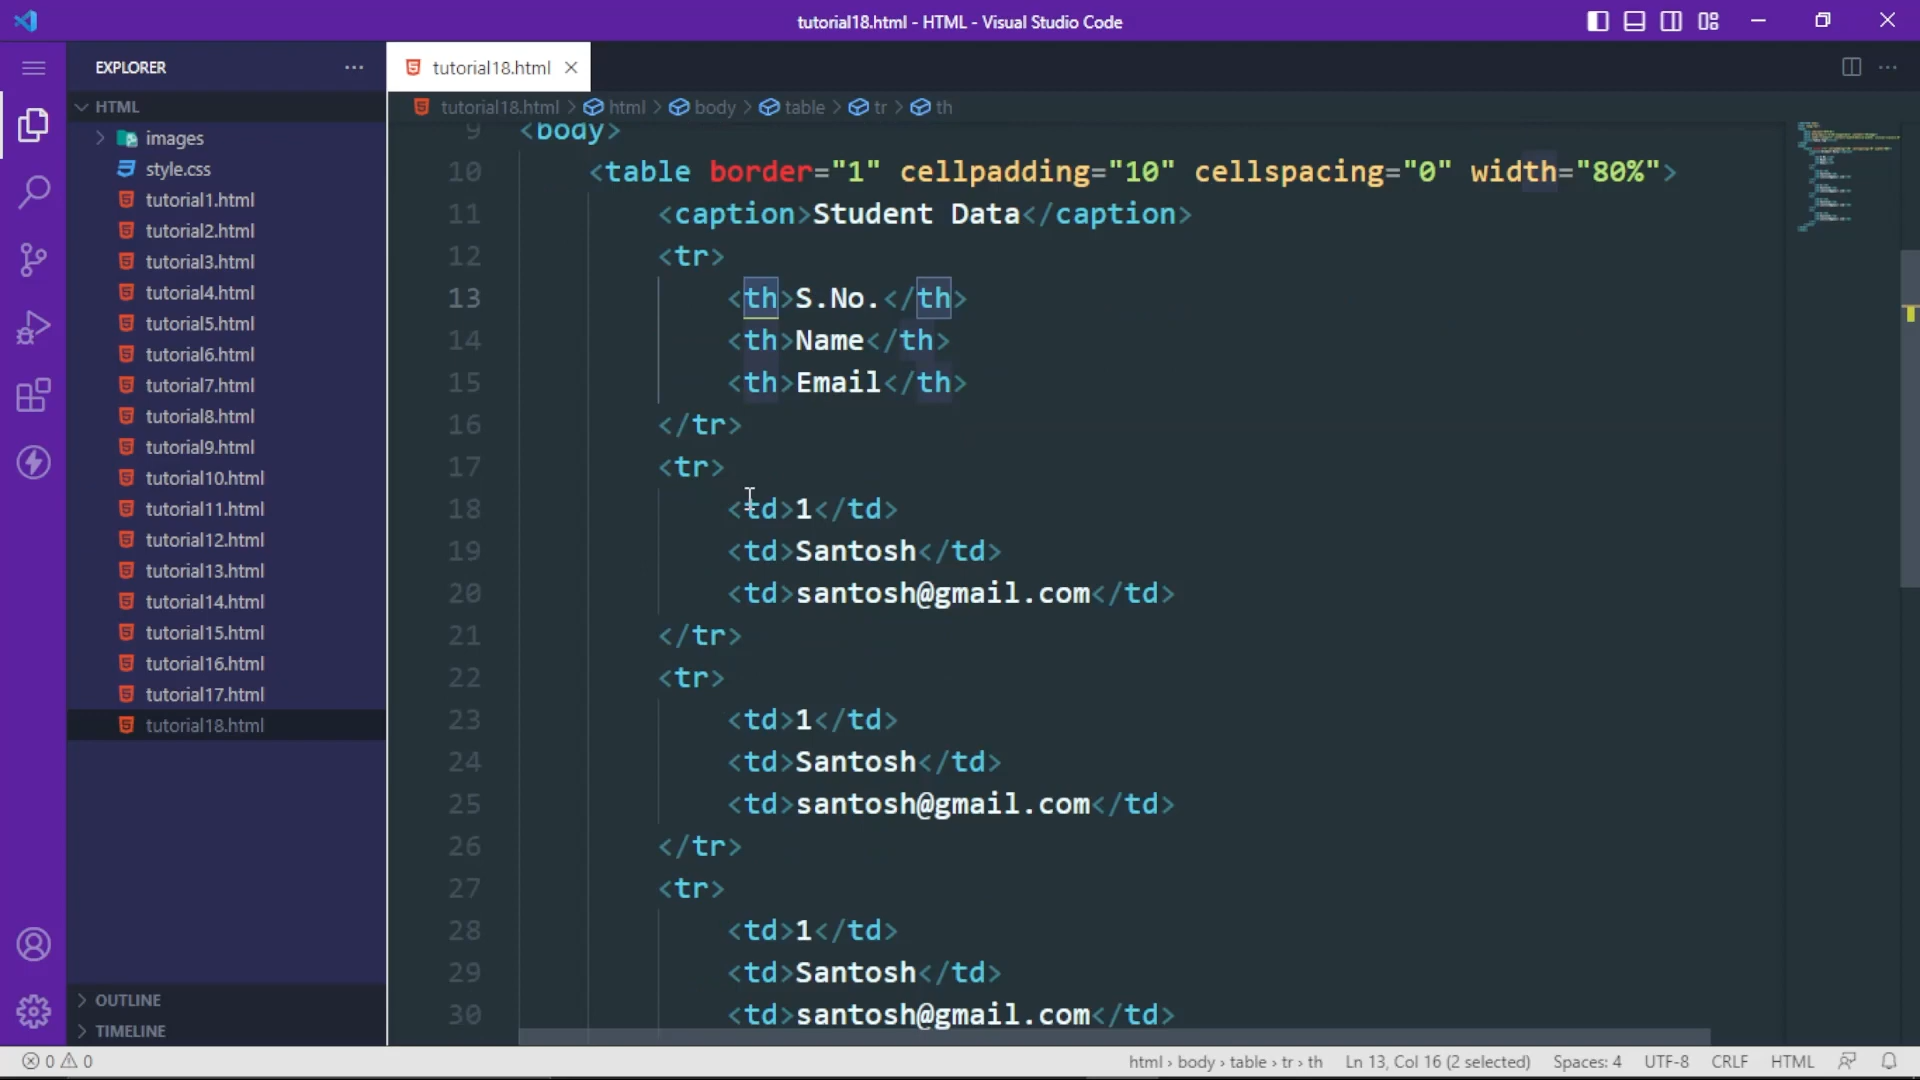 tutorial18.html - HTML - Visual Studio Code
EXPLORER
HTML
images
style.css
tutorial1.html
tutorial2.html
tutorial3.html
tutorial4.html
tutorial5.html
tutorial6.html
tutorial7.html
tutorial8.html
tutorial9.html
tutorial10.html
tutorial11.html
tutorial12.html
tutorial13.html
tutorial14.html
tutorial15.html
tutorial16.html
tutorial17.html
tutorial18.html
OUTLINE
TIMELINE
tutorial18.html
tutorial18.html > html > body > table > tr > th
9 <body>
10 <table border="1" cellpadding="10" cellspacing="0" width="80%">
11 <caption>Student Data</caption>
12 <tr>
13 <th>S.No.</th>
14 <th>Name</th>
15 <th>Email</th>
16 </tr>
17 <tr>
18 <td>1</td>
19 <td>Santosh</td>
20 <td>santosh@gmail.com</td>
21 </tr>
22 <tr>
23 <td>1</td>
24 <td>Santosh</td>
25 <td>santosh@gmail.com</td>
26 </tr>
27 <tr>
28 <td>1</td>
29 <td>Santosh</td>
30 <td>santosh@gmail.com</td>
0 0 html › body › table › tr › th Ln 13, Col 16 (2 selected) Spaces: 4 UTF-8 CRLF HTML